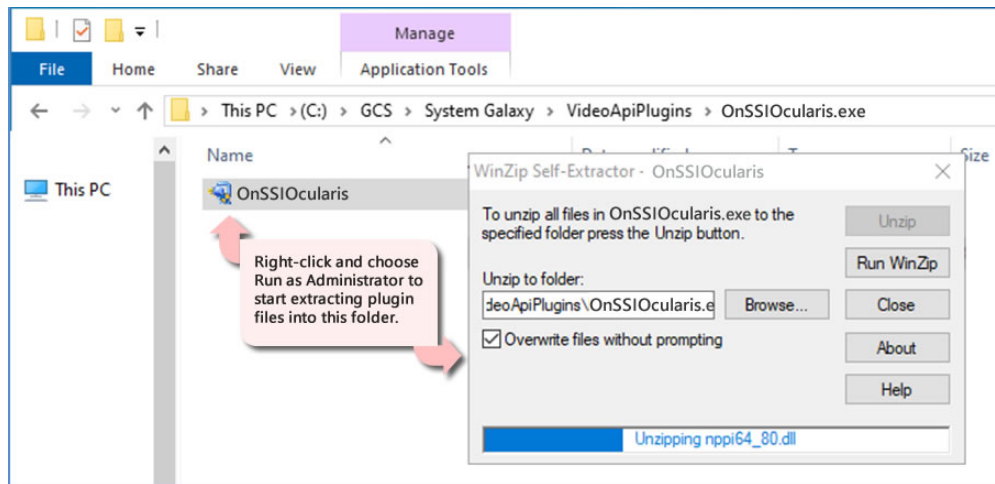 Manage
File Home Share View Application Tools
This PC > (C:) > GCS > System Galaxy > VideoApiPlugins > OnSSIOcularis.exe
Name Size
This PC
OnSSIOcularis
Right-click and choose
Run as Administrator to
start extracting plugin
files into this folder.
WinZip Self-Extractor - OnSSIOcularis
To unzip all files in OnSSIOcularis.exe to the
specified folder press the Unzip button.
Unzip to folder:
deoApiPlugins\OnSSIOcularis.e
Browse...
Overwrite files without prompting
Unzip
Run WinZip
Close
About
Help
Unzipping nppi64_80.dll